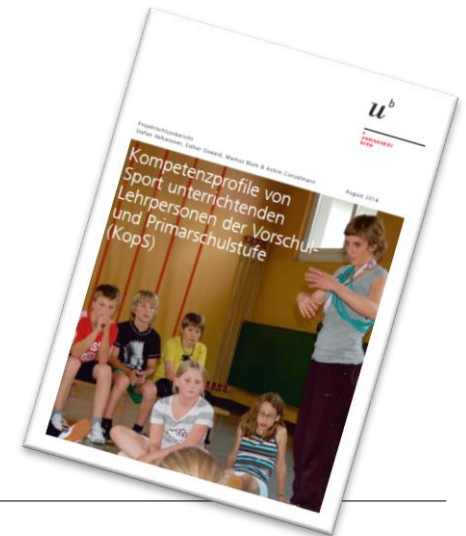 u b
UNIVERSITÄT
BERN
Projektschlussbericht
Stefan Valkanover, Esther Oswald, Markus Blum & Achim Conzelmann
August 2014
Kompetenzprofile von
Sport unterrichtenden
Lehrpersonen der Vorschul-
und Primarschulstufe
(KopS)